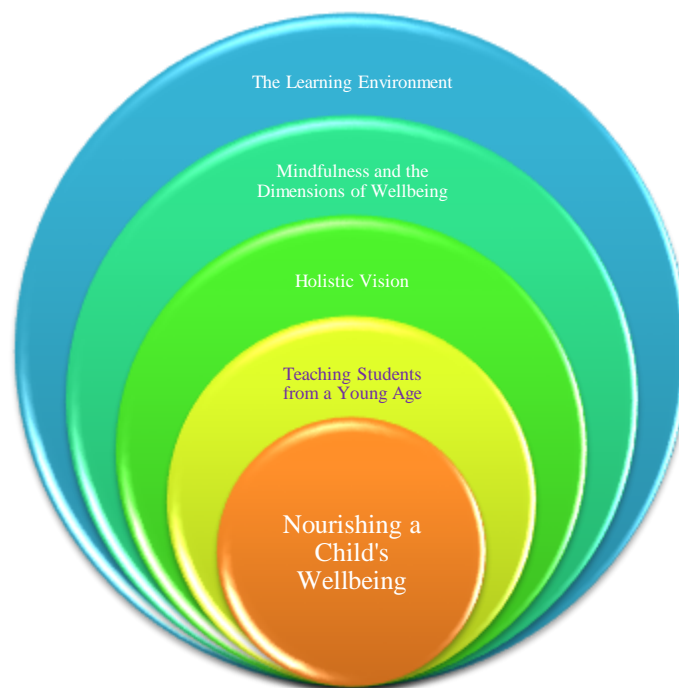 The Learning Environment
Mindfulness and the
Dimensions of Wellbeing
Holistic Vision
Teaching Students
from a Young Age
Nourishing a
Child's
Wellbeing